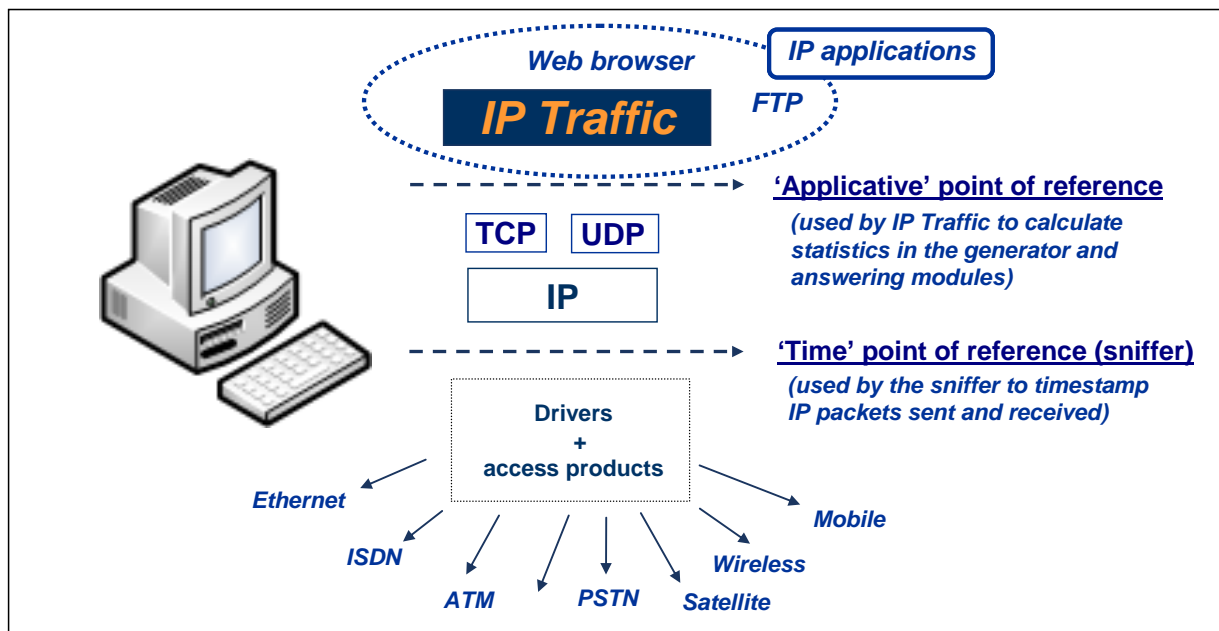 Web browser
IP applications
IP Traffic
FTP
‘Applicative’ point of reference
(used by IP Traffic to calculate
statistics in the generator and
answering modules)
TCP
UDP
IP
‘Time’ point of reference (sniffer)
(used by the sniffer to timestamp
IP packets sent and received)
Drivers
+
access products
Ethernet
Mobile
ISDN
Wireless
ATM
PSTN
Satellite